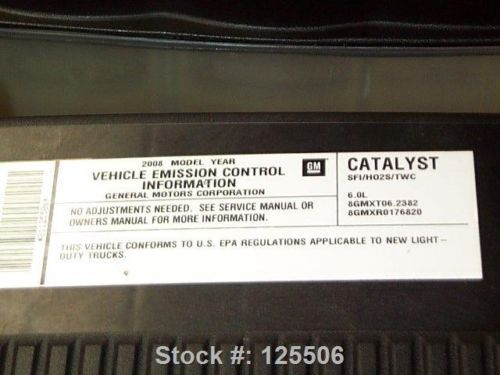 2008 MODEL YEAR
VEHICLE EMISSION CONTROL
INFORMATION
GENERAL MOTORS CORPORATION
GM
CATALYST
SFI/HO2S/TWC
6.0L
8GMXT06.2382
8GMXR0176820
NO ADJUSTMENTS NEEDED. SEE SERVICE MANUAL OR
OWNERS MANUAL FOR MORE INFORMATION.
THIS VEHICLE CONFORMS TO U.S. EPA REGULATIONS APPLICABLE TO NEW LIGHT-
DUTY TRUCKS.
Stock #: 125506